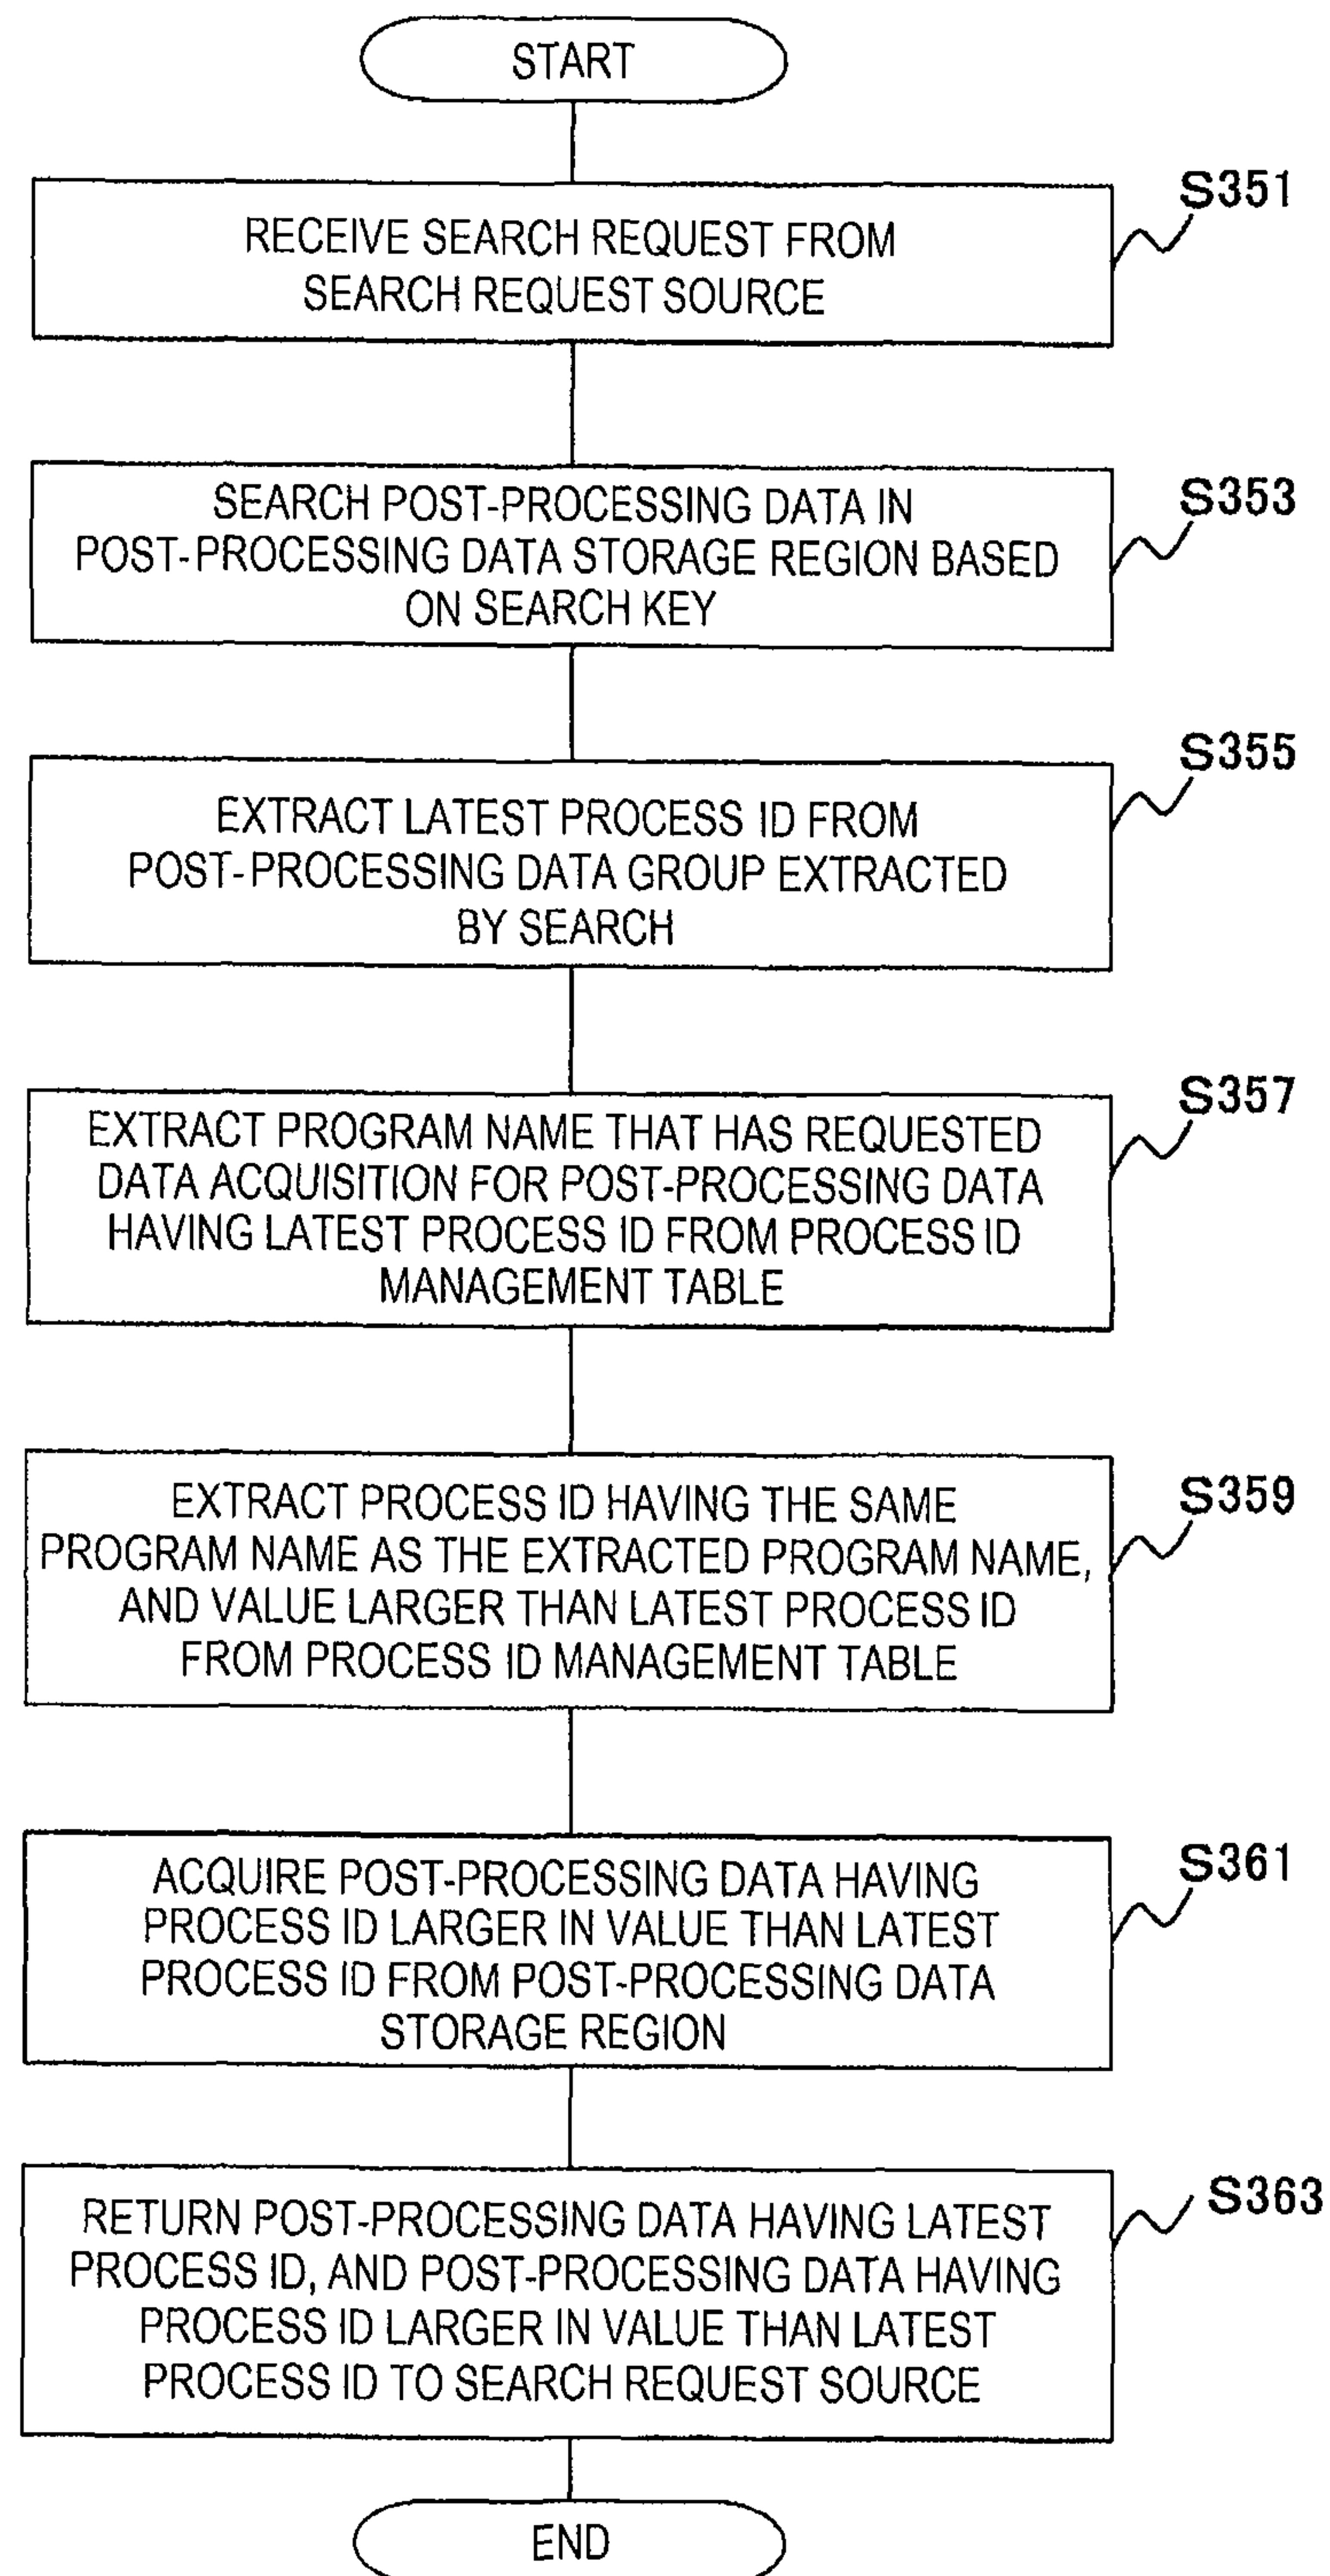 START
S351
RECEIVE SEARCH REQUEST FROM
SEARCH REQUEST SOURCE
S353
SEARCH POST-PROCESSING DATA IN
POST-PROCESSING DATA STORAGE REGION BASED
ON SEARCH KEY
S355
EXTRACT LATEST PROCESS ID FROM
POST-PROCESSING DATA GROUP EXTRACTED
BY SEARCH
S357
EXTRACT PROGRAM NAME THAT HAS REQUESTED
DATA ACQUISITION FOR POST-PROCESSING DATA
HAVING LATEST PROCESS ID FROM PROCESS ID
MANAGEMENT TABLE
S359
EXTRACT PROCESS ID HAVING THE SAME
PROGRAM NAME AS THE EXTRACTED PROGRAM NAME,
AND VALUE LARGER THAN LATEST PROCESS ID
FROM PROCESS ID MANAGEMENT TABLE
S361
ACQUIRE POST-PROCESSING DATA HAVING
PROCESS ID LARGER IN VALUE THAN LATEST
PROCESS ID FROM POST-PROCESSING DATA
STORAGE REGION
S363
RETURN POST-PROCESSING DATA HAVING LATEST
PROCESS ID, AND POST-PROCESSING DATA HAVING
PROCESS ID LARGER IN VALUE THAN LATEST
PROCESS ID TO SEARCH REQUEST SOURCE
END